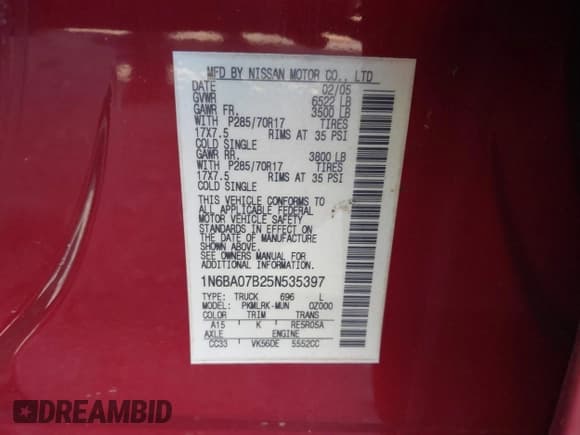 MFD BY NISSAN MOTOR CO., LTD
DATE 02/05
GVWR 6522 LB
GAWR FR. 3500 LB
WITH P285/70R17 TIRES
17X7.5 RIMS AT 35 PSI
COLD SINGLE
GAWR RR. 3800 LB
WITH P285/70R17 TIRES
17X7.5 RIMS AT 35 PSI
COLD SINGLE
THIS VEHICLE CONFORMS TO
ALL APPLICABLE FEDERAL
MOTOR VEHICLE SAFETY
STANDARDS IN EFFECT ON
THE DATE OF MANUFACTURE
SHOWN ABOVE.
SEE OWNERS MANUAL FOR
ADDITIONAL INFORMATION
1N6BA07B25N535397
TYPE: TRUCK 696 L
MODEL: PKMLRK-MUN 0Z000
COLOR TRIM TRANS
A15 K RE5R05A
AXLE ENGINE
CC33 VK56DE 5552CC
DREAMBID